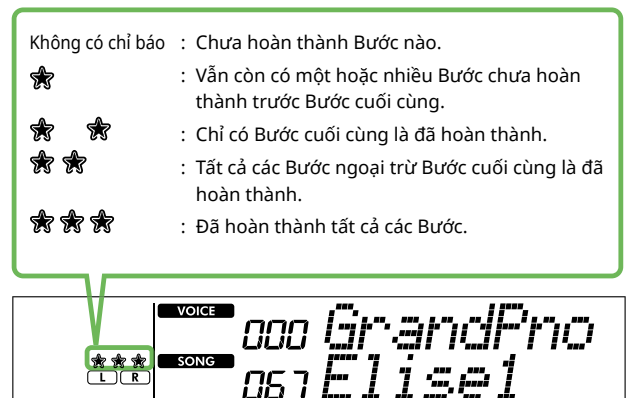 Không có chỉ báo : Chưa hoàn thành Bước nào.
: Vẫn còn có một hoặc nhiều Bước chưa hoàn
thành trước Bước cuối cùng.
: Chỉ có Bước cuối cùng là đã hoàn thành.
: Tất cả các Bước ngoại trừ Bước cuối cùng là đã
hoàn thành.
: Đã hoàn thành tất cả các Bước.
VOICE 000 GrandPno
L R SONG 067 Elise1